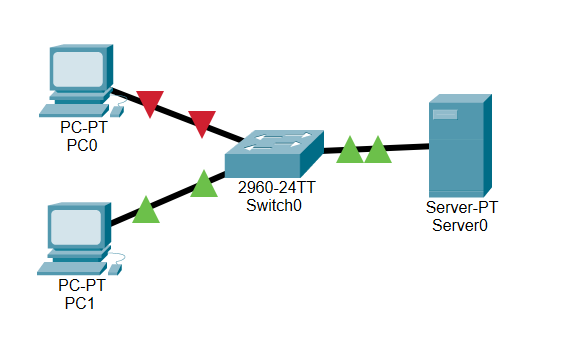 PC-PT
PC0
2960-24TT
Switch0
Server-PT
Server0
PC-PT
PC1